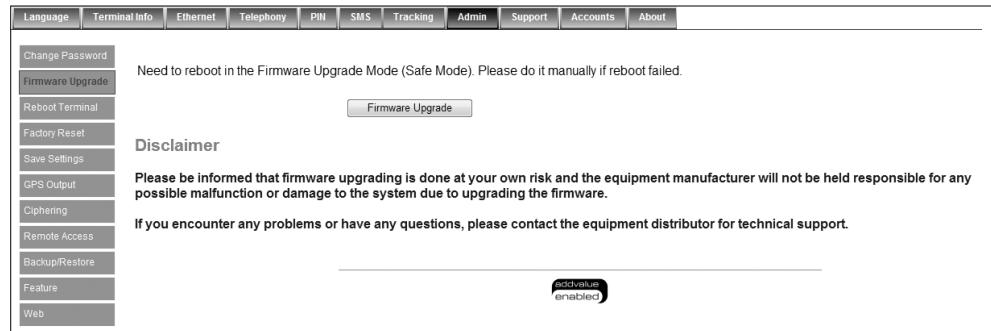 Language Terminal Info Ethernet Telephony PIN SMS Tracking Admin Support Accounts About
Change Password
Firmware Upgrade
Reboot Terminal
Factory Reset
Save Settings
GPS Output
Ciphering
Remote Access
Backup/Restore
Feature
Web
Need to reboot in the Firmware Upgrade Mode (Safe Mode). Please do it manually if reboot failed.
Firmware Upgrade
Disclaimer
Please be informed that firmware upgrading is done at your own risk and the equipment manufacturer will not be held responsible for any
possible malfunction or damage to the system due to upgrading the firmware.
If you encounter any problems or have any questions, please contact the equipment distributor for technical support.
addvalue
enabled